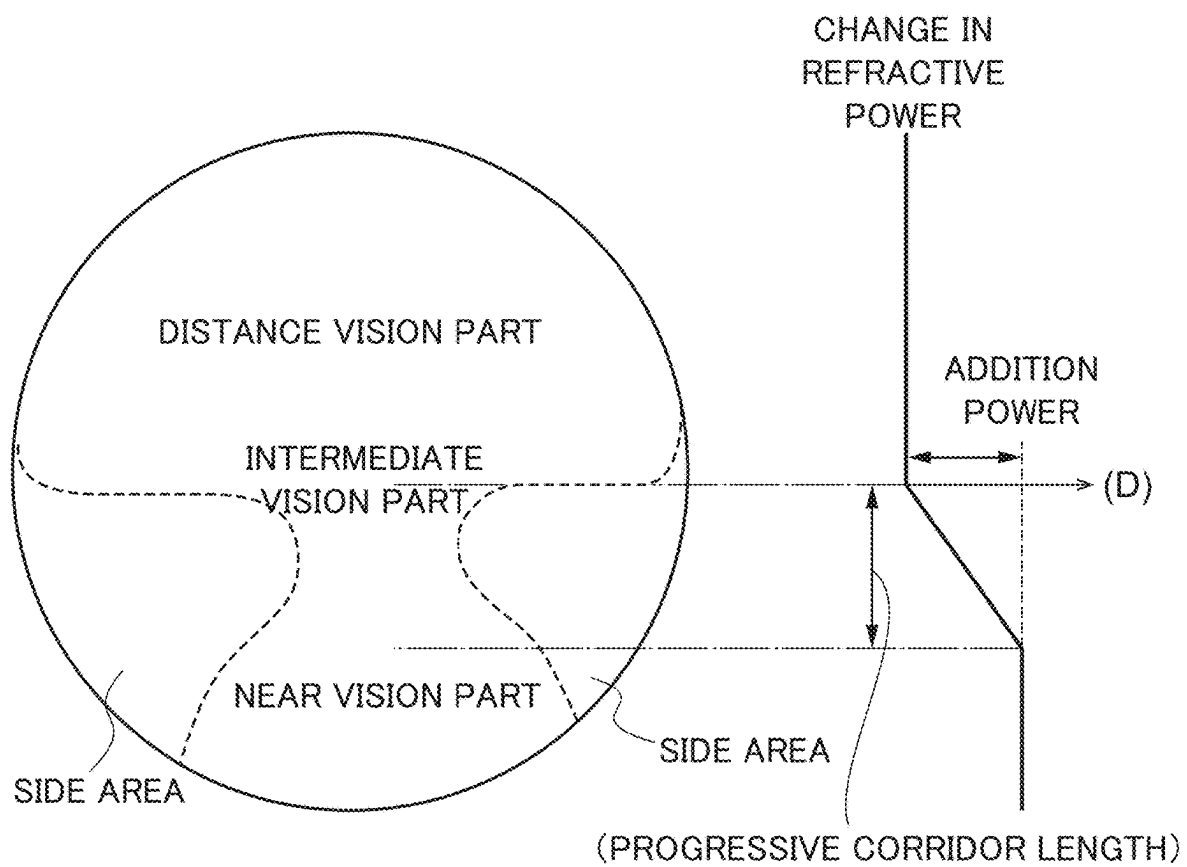 CHANGE IN
REFRACTIVE
POWER
DISTANCE VISION PART
ADDITION
POWER
INTERMEDIATE
VISION PART
(D)
NEAR VISION PART
SIDE AREA
SIDE AREA
(PROGRESSIVE CORRIDOR LENGTH)